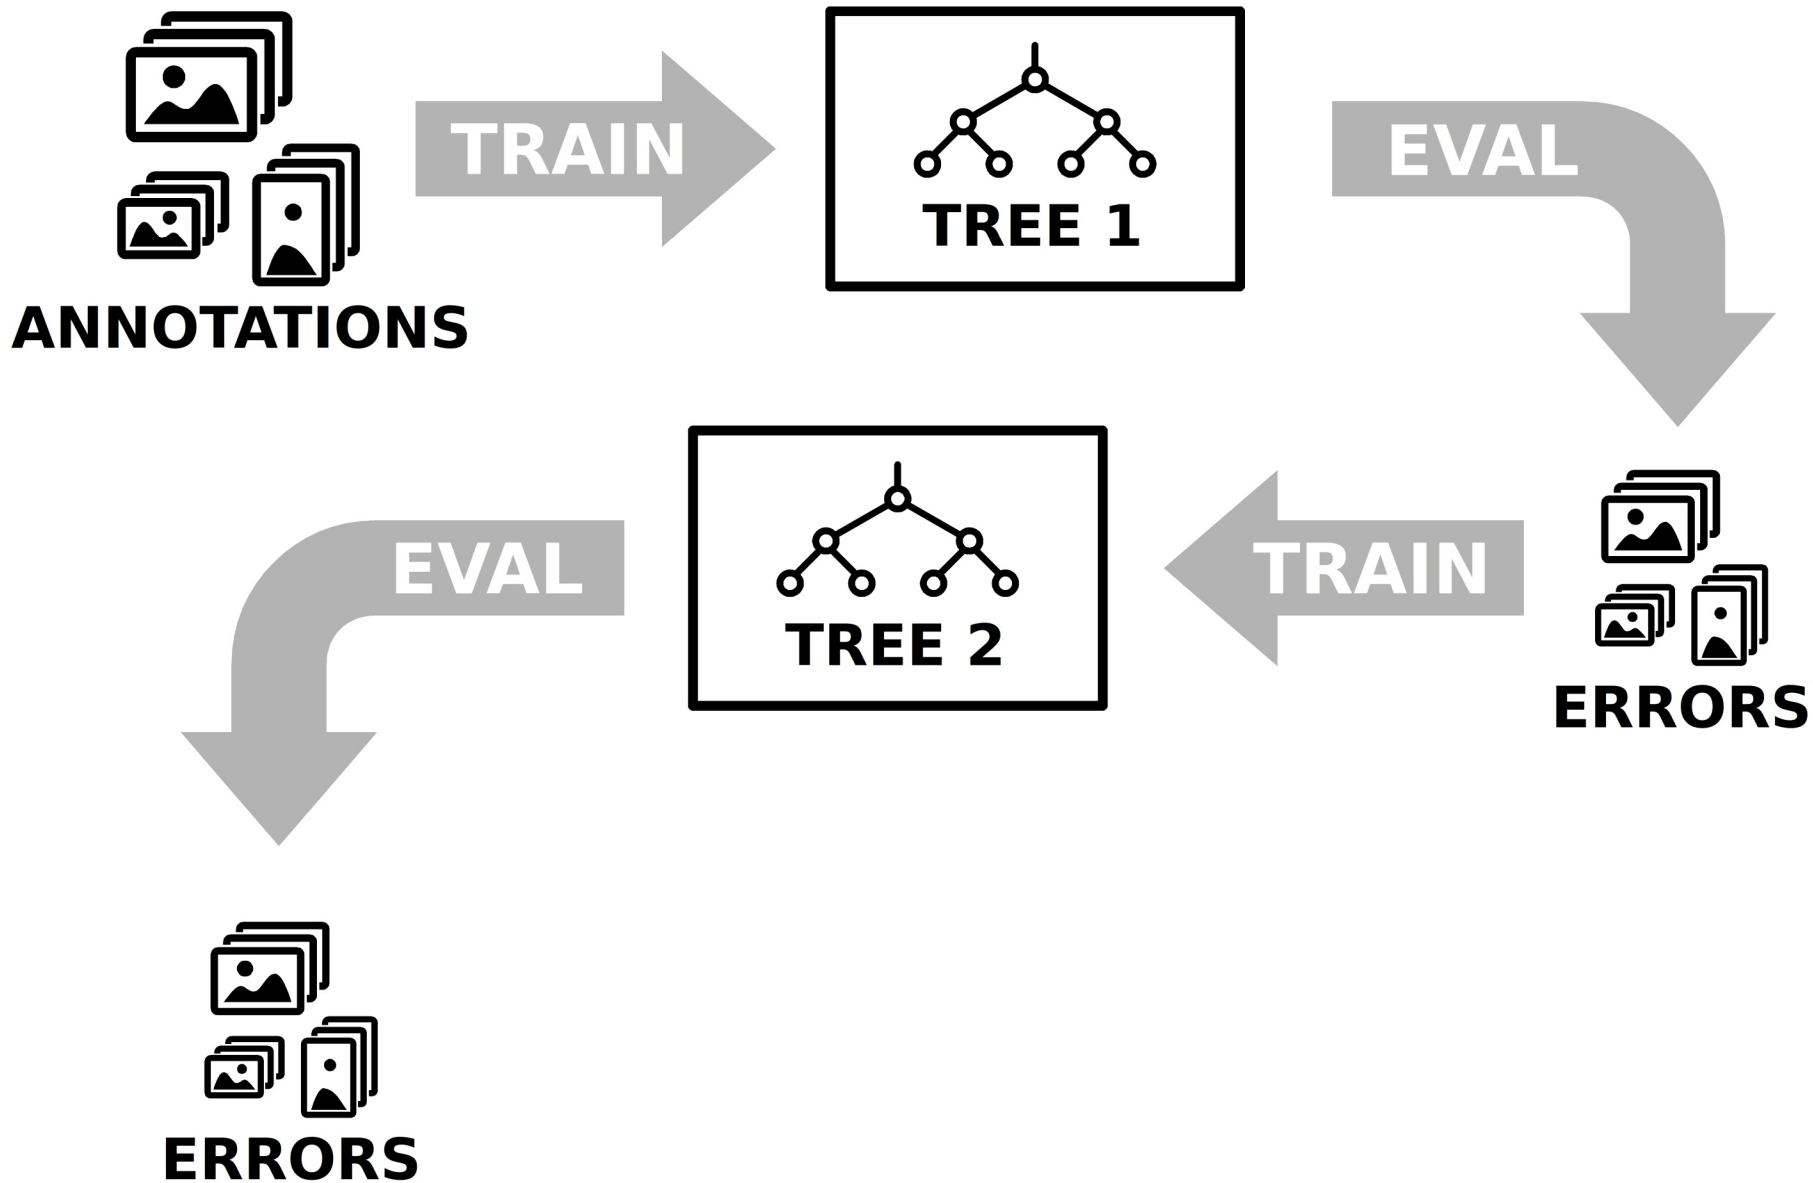 TRAIN
TREE 1
EVAL
ANNOTATIONS
EVAL
TREE 2
TRAIN
ERRORS
ERRORS